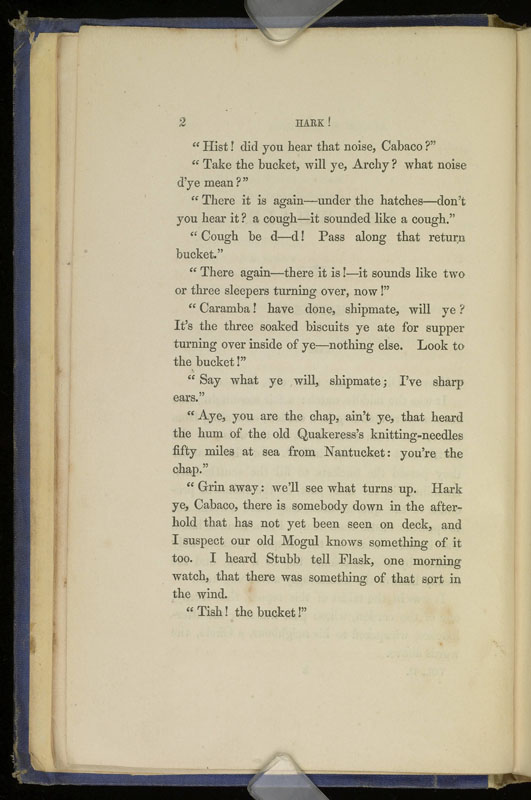 2 HARK!
“Hist! did you hear that noise, Cabaco?”
“Take the bucket, will ye, Archy? what noise
d'ye mean?”
“There it is again—under the hatches—don't
you hear it? a cough—it sounded like a cough.”
“Cough be d—d! Pass along that return
bucket.”
“There again—there it is!—it sounds like two
or three sleepers turning over, now!”
“Caramba! have done, shipmate, will ye?
It's the three soaked biscuits ye ate for supper
turning over inside of ye—nothing else. Look to
the bucket!”
“Say what ye will, shipmate; I've sharp
ears.”
“Aye, you are the chap, ain't ye, that heard
the hum of the old Quakeress's knitting-needles
fifty miles at sea from Nantucket: you're the
chap.”
“Grin away: we'll see what turns up. Hark
ye, Cabaco, there is somebody down in the after-
hold that has not yet been seen on deck, and
I suspect our old Mogul knows something of it
too. I heard Stubb tell Flask, one morning
watch, that there was something of that sort in
the wind.
“Tish! the bucket!”